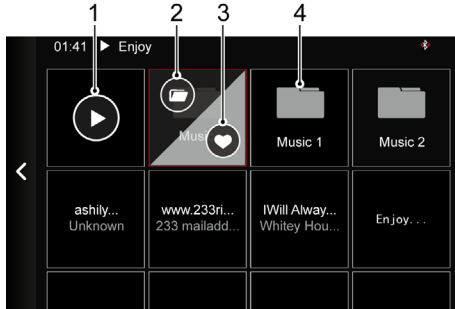 1 2 3 4
01:41 Enjoy
Musi
Music 1
Music 2
ashily...
Unknown
www.233ri...
233 mailadd...
IWill Alway...
Whitey Hou...
Enjoy...